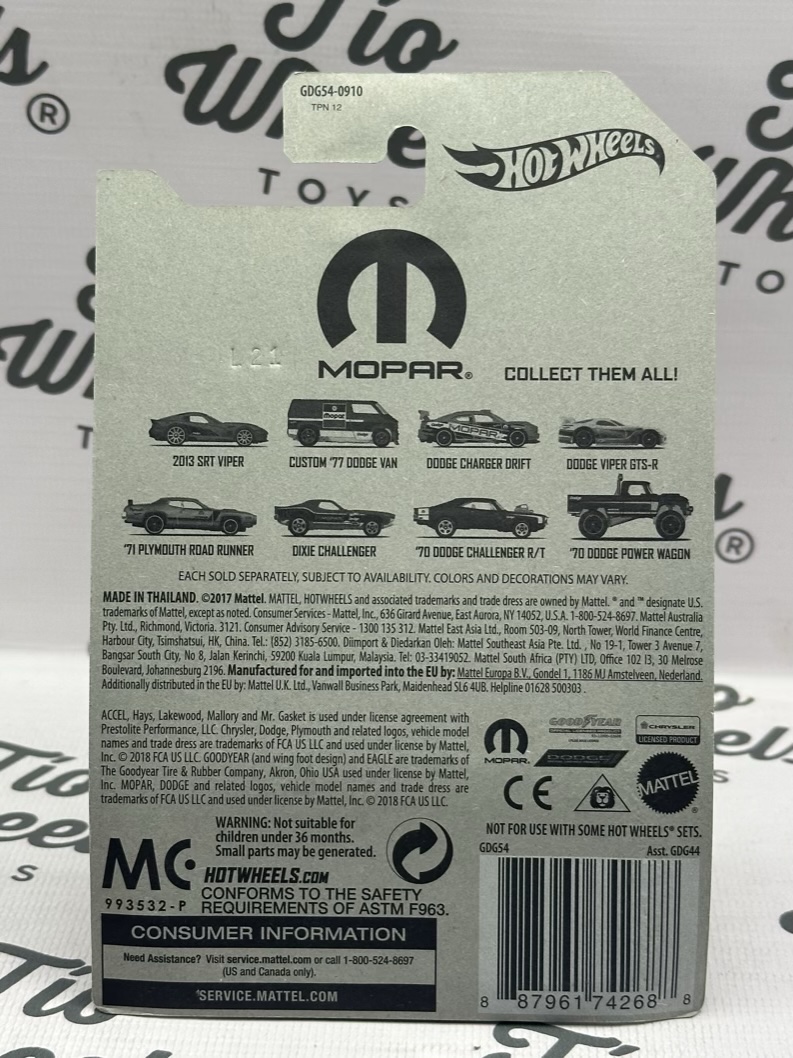 Tio
Wheels
®
TOYS
GDG54-0910
TPN 12
HOT WHEELS
L21
MOPAR®
COLLECT THEM ALL!
2013 SRT VIPER
CUSTOM '77 DODGE VAN
DODGE CHARGER DRIFT
DODGE VIPER GTS-R
'71 PLYMOUTH ROAD RUNNER
DIXIE CHALLENGER
'70 DODGE CHALLENGER R/T
'70 DODGE POWER WAGON
EACH SOLD SEPARATELY, SUBJECT TO AVAILABILITY. COLORS AND DECORATIONS MAY VARY.
MADE IN THAILAND. ©2017 Mattel. MATTEL, HOTWHEELS and associated trademarks and trade dress are owned by Mattel. ® and ™ designate U.S.
trademarks of Mattel, except as noted. Consumer Services - Mattel, Inc., 636 Girard Avenue, East Aurora, NY 14052, U.S.A. 1-800-524-8697. Mattel Australia
Pty. Ltd., Richmond, Victoria. 3121. Consumer Advisory Service - 1300 135 312. Mattel East Asia Ltd., Room 503-09, North Tower, World Finance Centre,
Harbour City, Tsimshatsui, HK, China. Tel.: (852) 3185-6500. Diimport & Diedarkan Oleh: Mattel Southeast Asia Pte. Ltd. , No 19-1, Tower 3 Avenue 7,
Bangsar South City, No 8, Jalan Kerinchi, 59200 Kuala Lumpur, Malaysia. Tel: 03-33419052. Mattel South Africa (PTY) LTD, Office 102 I3, 30 Melrose
Boulevard, Johannesburg 2196. Manufactured for and imported into the EU by: Mattel Europa B.V., Gondel 1, 1186 MJ Amstelveen, Nederland.
Additionally distributed in the EU by: Mattel U.K. Ltd., Vanwall Business Park, Maidenhead SL6 4UB. Helpline 01628 500303 .
ACCEL, Hays, Lakewood, Mallory and Mr. Gasket is used under license agreement with
Prestolite Performance, LLC. Chrysler, Dodge, Plymouth and related logos, vehicle model
names and trade dress are trademarks of FCA US LLC and used under license by Mattel,
Inc. © 2018 FCA US LLC. GOODYEAR (and wing foot design) and EAGLE are trademarks of
The Goodyear Tire & Rubber Company, Akron, Ohio USA used under license by Mattel,
Inc. MOPAR, DODGE and related logos, vehicle model names and trade dress are
trademarks of FCA US LLC and used under license by Mattel, Inc. © 2018 FCA US LLC.
MOPAR.
GOODYEAR
CHRYSLER
LICENSED PRODUCT
DODGE
CE
MATTEL®
WARNING: Not suitable for
children under 36 months.
Small parts may be generated.
MC
993532-P
HOTWHEELS.COM
CONFORMS TO THE SAFETY
REQUIREMENTS OF ASTM F963.
CONSUMER INFORMATION
Need Assistance? Visit service.mattel.com or call 1-800-524-8697
(US and Canada only).
SERVICE.MATTEL.COM
NOT FOR USE WITH SOME HOT WHEELS® SETS.
GDG54
Asst. GDG44
8 87961 74268 8